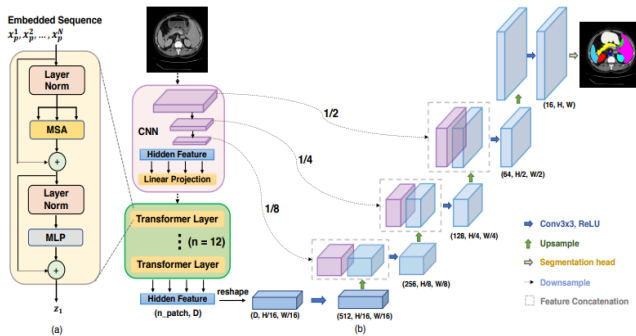 Embedded Sequence
x_p^1, x_p^2, ..., x_p^N
Layer
Norm
MSA
+
Layer
Norm
MLP
+
z_1
(a)
CNN
Hidden Feature
Linear Projection
Transformer Layer
(n = 12)
Transformer Layer
Hidden Feature
(n_patch, D)
reshape
(D, H/16, W/16)
(512, H/16, W/16)
(b)
1/2
1/4
1/8
(16, H, W)
(64, H/2, W/2)
(128, H/4, W/4)
(256, H/8, W/8)
Conv3x3, ReLU
Upsample
Segmentation head
Downsample
Feature Concatenation